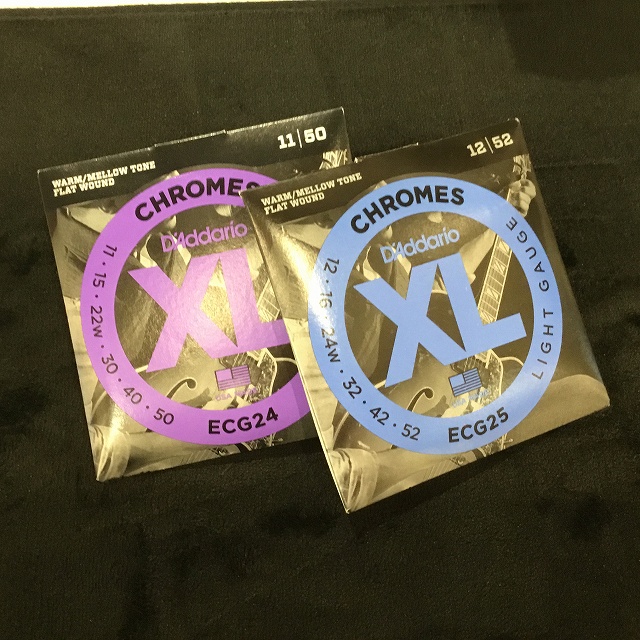 11|50
WARM/MELLOW TONE
FLAT WOUND
CHROMES
D'Addario
XL
11 • 15 • 22W • 30 • 40 • 50
ECG24
12|52
WARM/MELLOW TONE
FLAT WOUND
CHROMES
D'Addario
XL
12 • 16 • 24W • 32 • 42 • 52
ECG25
LIGHT GAUGE